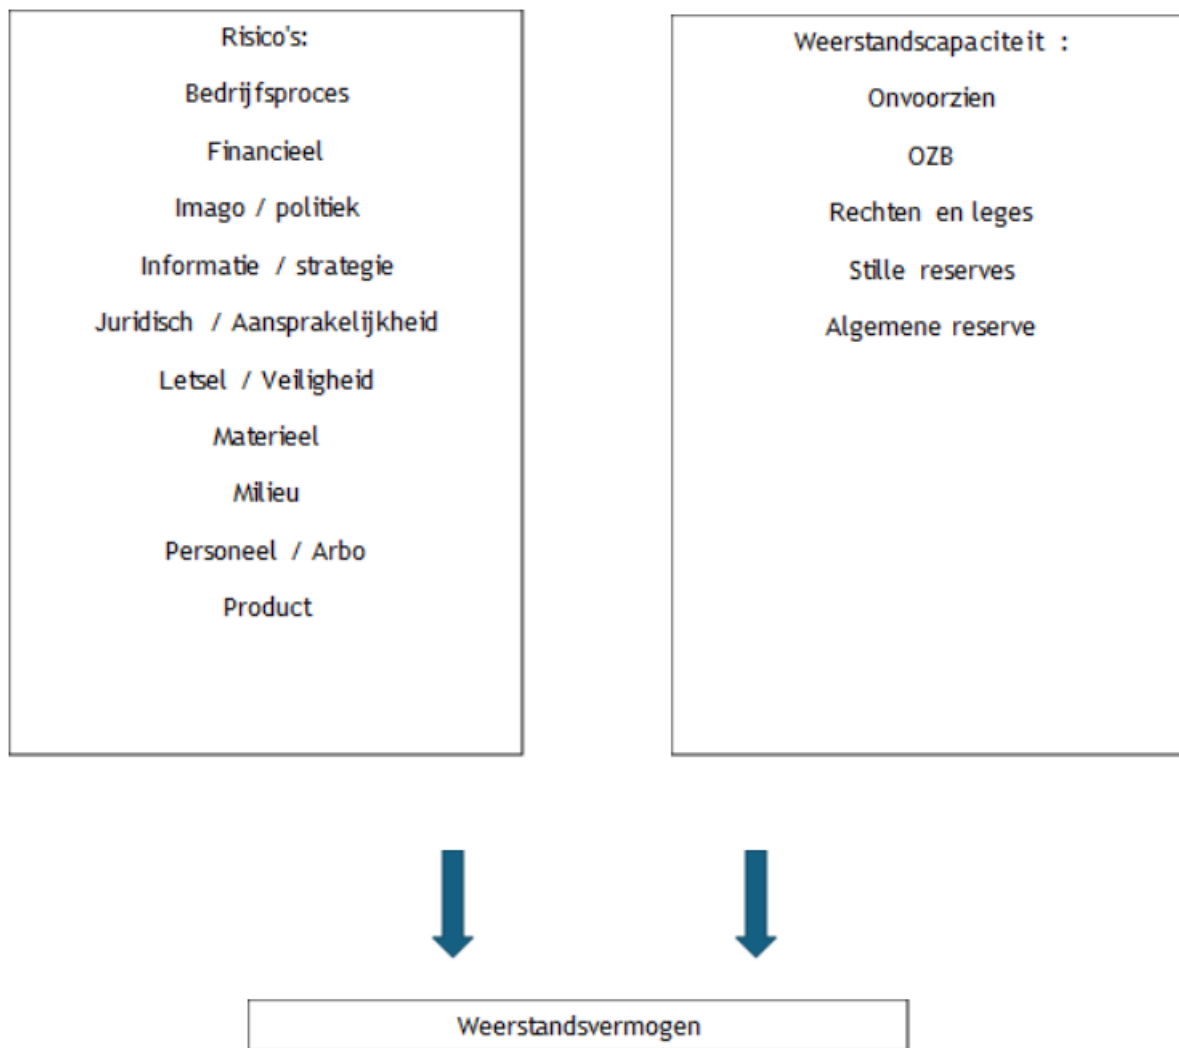 Risico's:
Bedrijfsproces
Financieel
Imago / politiek
Informatie / strategie
Juridisch / Aansprakelijkheid
Letsel / Veiligheid
Materieel
Milieu
Personeel / Arbo
Product
Weerstandscapaciteit :
Onvoorzien
OZB
Rechten en leges
Stille reserves
Algemene reserve
Weerstandsvermogen